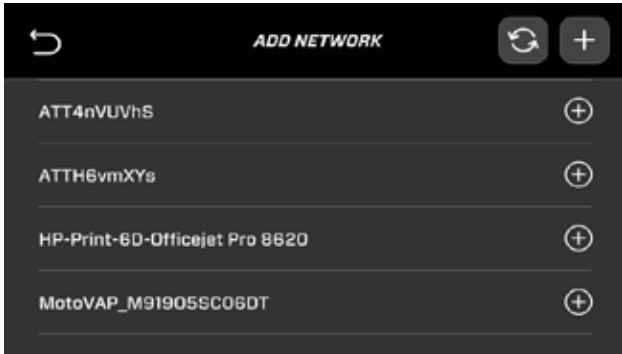 ADD NETWORK
ATT4nVUVhS
ATTH6vmXYs
HP-Print-6D-Officejet Pro 8620
MotoVAP_M91905SC06DT